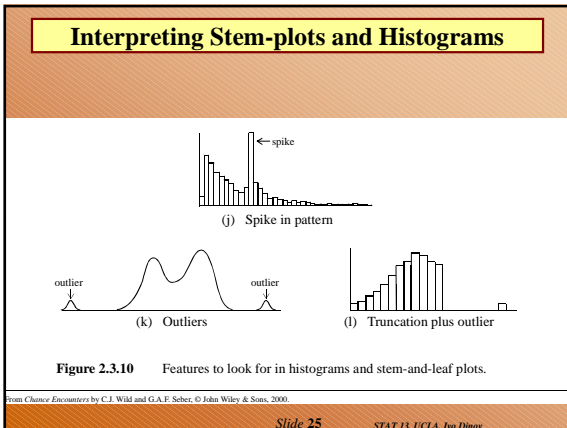 Interpreting Stem-plots and Histograms
spike
(j) Spike in pattern
outlier
outlier
(k) Outliers
(l) Truncation plus outlier
Figure 2.3.10 Features to look for in histograms and stem-and-leaf plots.
From Chance Encounters by C.J. Wild and G.A.F. Seber, © John Wiley & Sons, 2000.
Slide 25 STAT 13, UCLA, Ivo Dinov